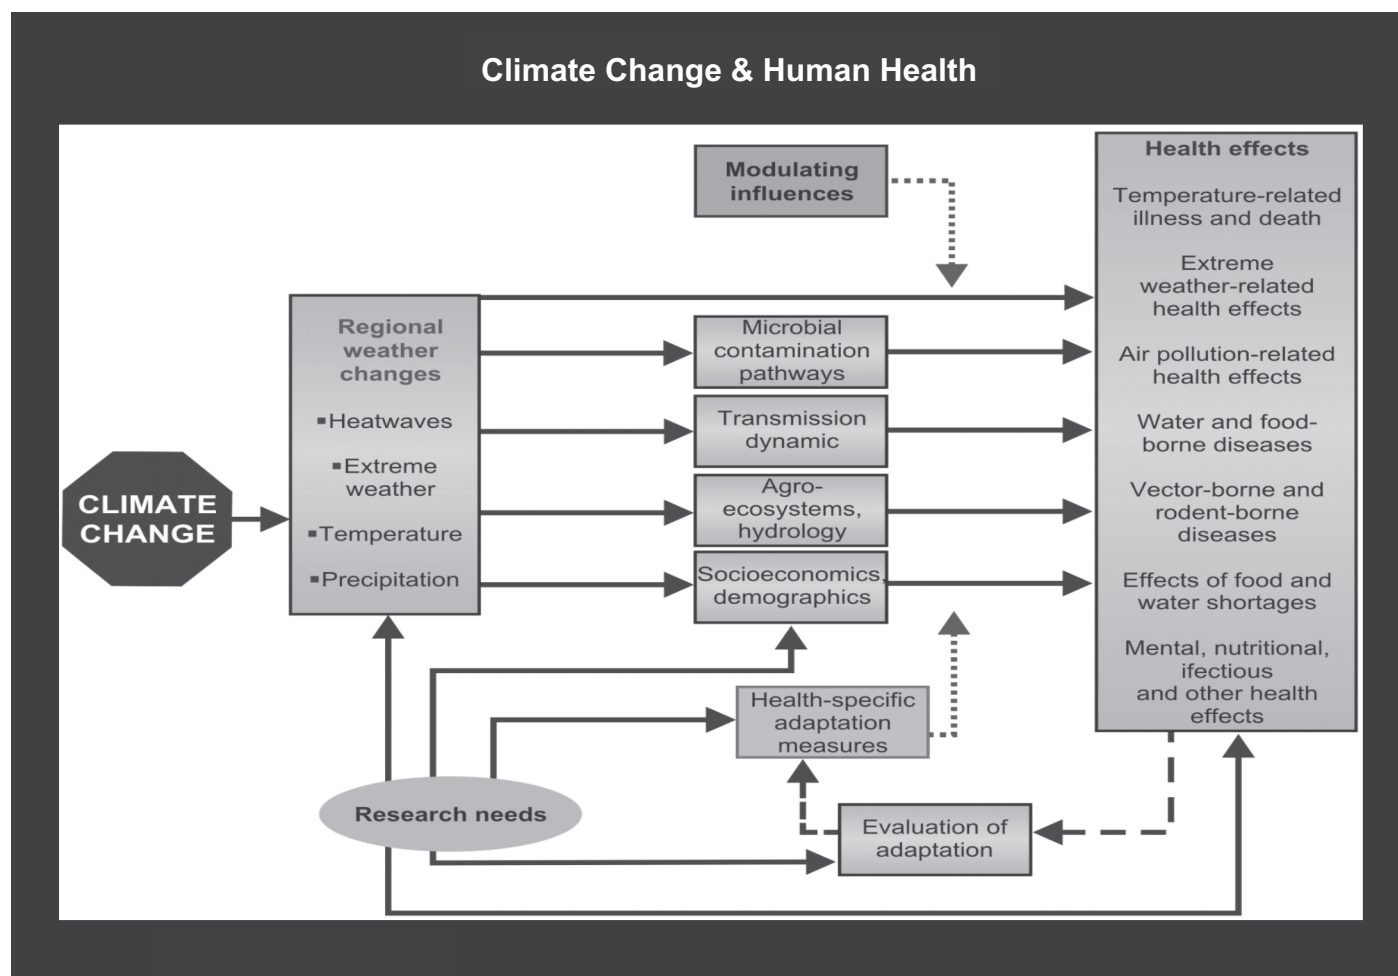 Climate Change & Human Health
Modulating
influences
Health effects
Temperature-related
illness and death
Extreme
weather-related
health effects
Air pollution-related
health effects
Water and food-
borne diseases
Vector-borne and
rodent-borne
diseases
Effects of food and
water shortages
Mental, nutritional,
ifectious
and other health
effects
Regional
weather
changes
▪Heatwaves
▪Extreme
weather
▪Temperature
▪Precipitation
CLIMATE
CHANGE
Microbial
contamination
pathways
Transmission
dynamic
Agro-
ecosystems,
hydrology
Socioeconomics,
demographics
Health-specific
adaptation
measures
Research needs
Evaluation of
adaptation